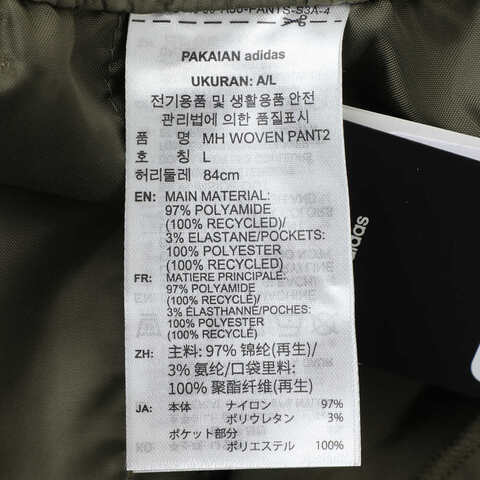 PANTS-S3A-4
PAKAIAN adidas
UKURAN: A/L
전기용품 및 생활용품 안전
관리법에 의한 품질표시
품 명 MH WOVEN PANT2
호 칭 L
허리둘레 84cm
EN: MAIN MATERIAL:
97% POLYAMIDE
(100% RECYCLED)/
3% ELASTANE/POCKETS:
100% POLYESTER
(100% RECYCLED)
FR: MATIERE PRINCIPALE:
97% POLYAMIDE
(100% RECYCLÉ)/
3% ÉLASTHANNE/POCHES:
100% POLYESTER
(100% RECYCLÉ)
ZH: 主料: 97% 锦纶(再生)/
3% 氨纶/口袋里料:
100% 聚酯纤维(再生)
JA: 本体 ナイロン 97%
ポリウレタン 3%
ポケット部分
ポリエステル 100%
adidas